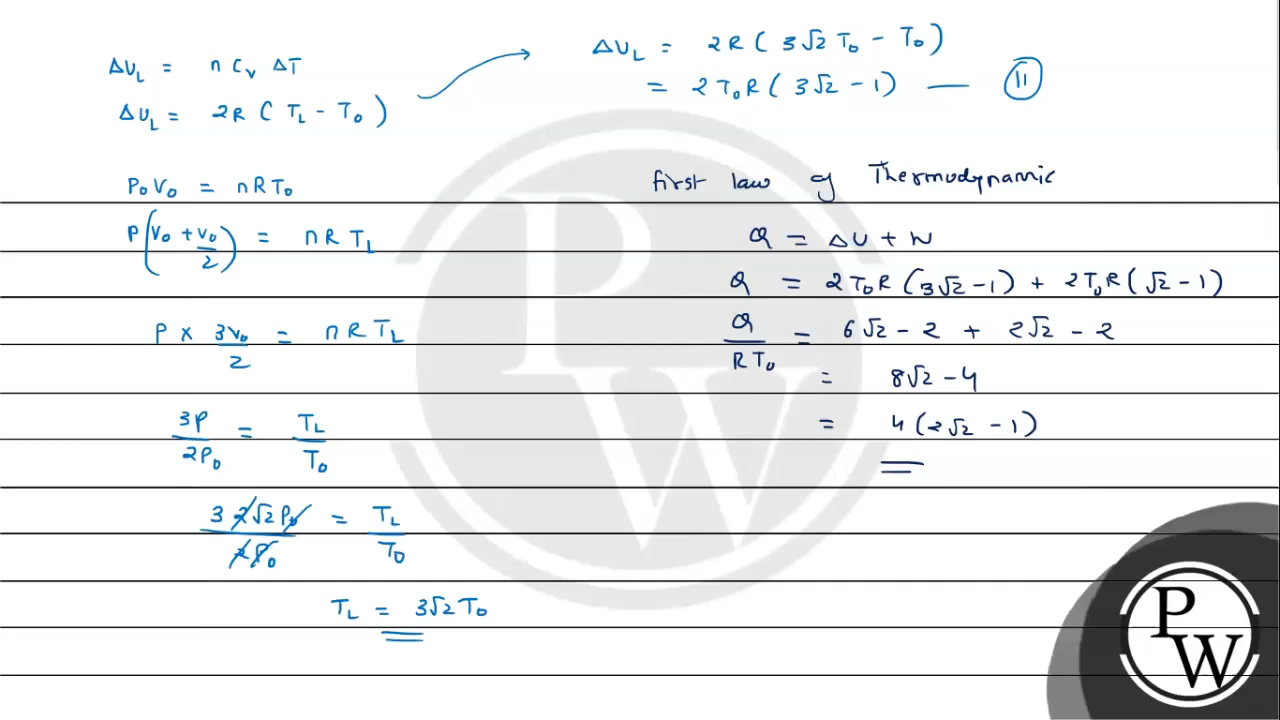 ΔU_L = n C_V ΔT
ΔU_L = 2R ( T_L - T_0 )
P_0 V_0 = nRT_0
P ( V_0 + V_0/2 ) = nRT_L
P × 3V_0/2 = nRT_L
3P/2P_0 = T_L/T_0
3 2√2 P_0 / 2P_0 = T_L/T_0
T_L = 3√2 T_0
ΔU_L = 2R ( 3√2 T_0 - T_0 )
= 2T_0R ( 3√2 - 1 ) — (11)
first law of Thermodynamic
Q = ΔU + W
Q = 2T_0R ( 3√2 - 1 ) + 2T_0R ( √2 - 1 )
Q/RT_0 = 6√2 - 2 + 2√2 - 2
= 8√2 - 4
= 4 ( 2√2 - 1 )
PW
PW